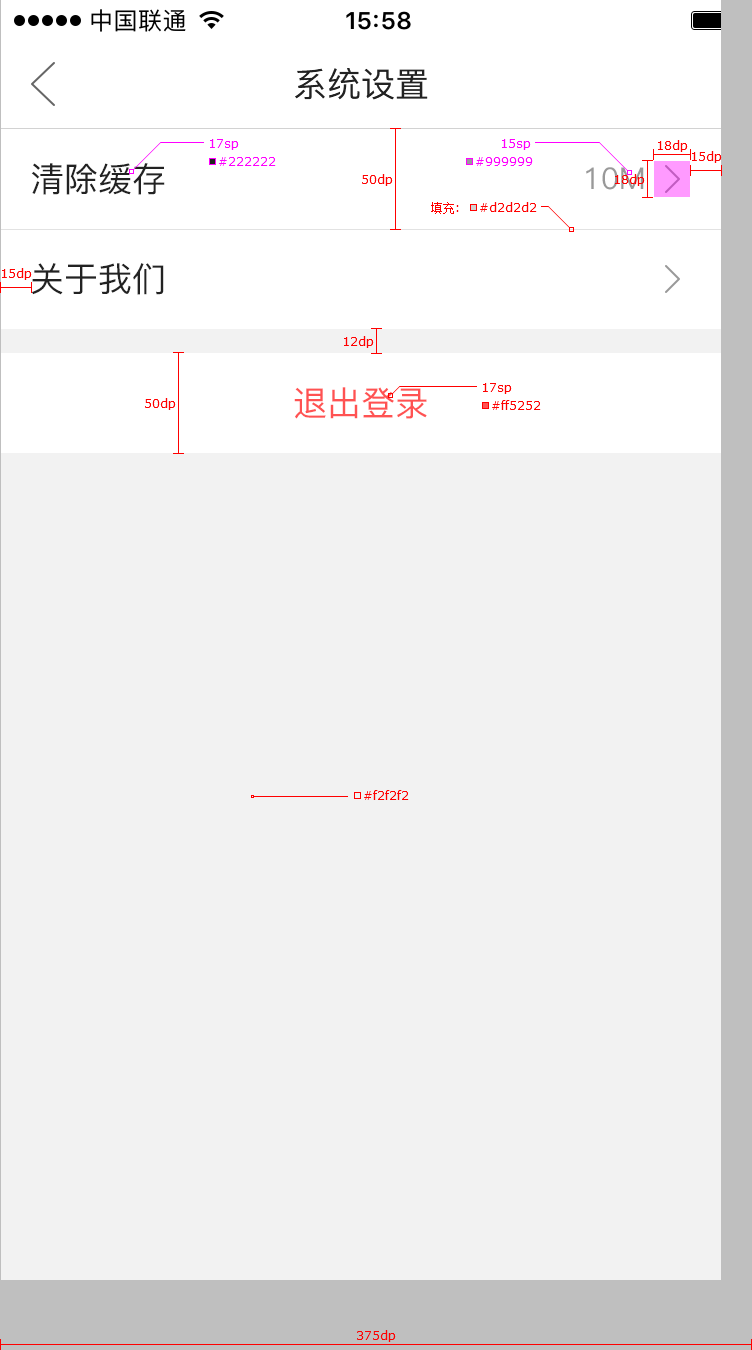 中国联通 15:58
系统设置
17sp
#222222
15sp
#999999
18dp
15dp
清除缓存
50dp
10M
18dp
填充: #d2d2d2
15dp
关于我们
12dp
50dp
退出登录
17sp
#ff5252
#f2f2f2
375dp